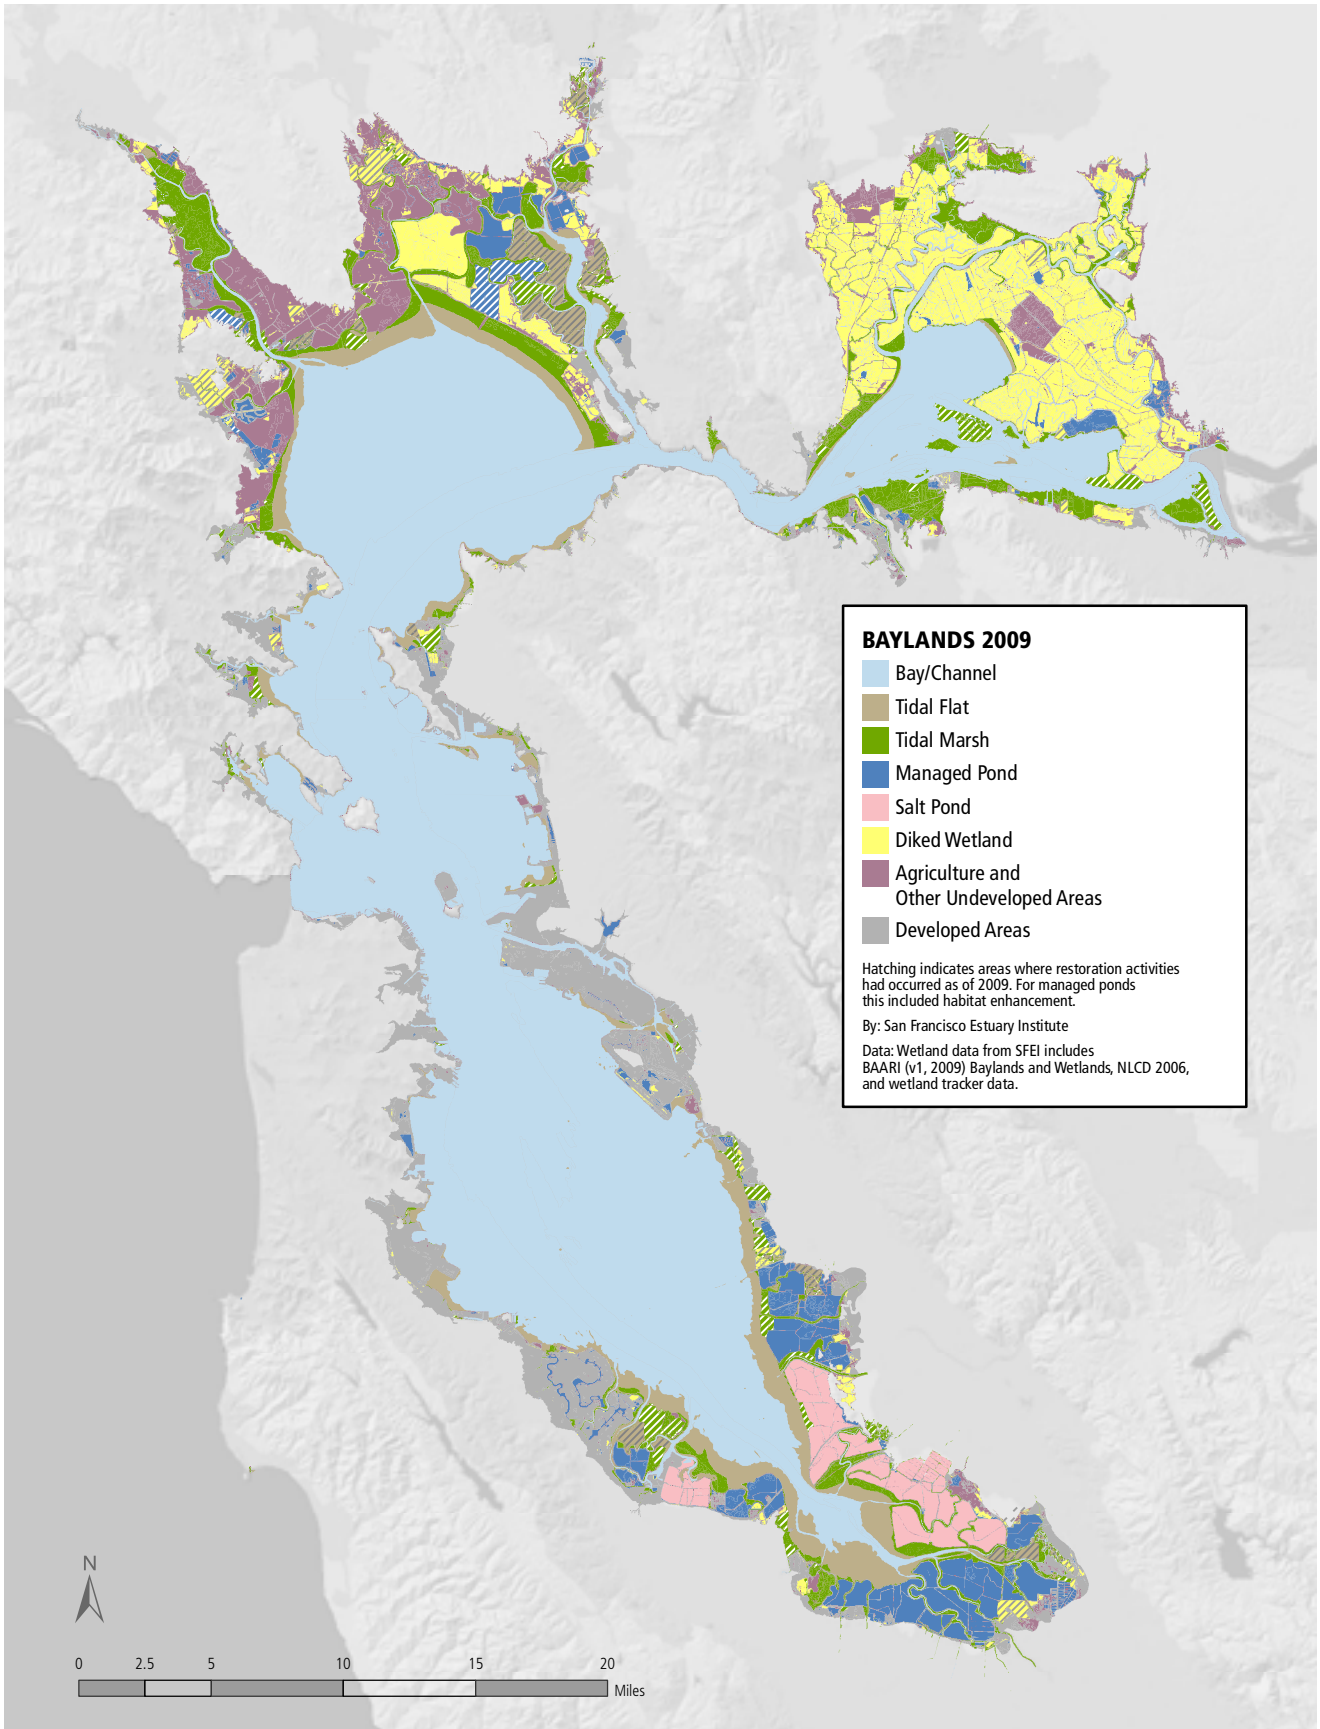 BAYLANDS 2009
Bay/Channel
Tidal Flat
Tidal Marsh
Managed Pond
Salt Pond
Diked Wetland
Agriculture and
Other Undeveloped Areas
Developed Areas
Hatching indicates areas where restoration activities
had occurred as of 2009. For managed ponds
this included habitat enhancement.
By: San Francisco Estuary Institute
Data: Wetland data from SFEI includes
BAARI (v1, 2009) Baylands and Wetlands, NLCD 2006,
and wetland tracker data.
N
0 2.5 5 10 15 20
Miles